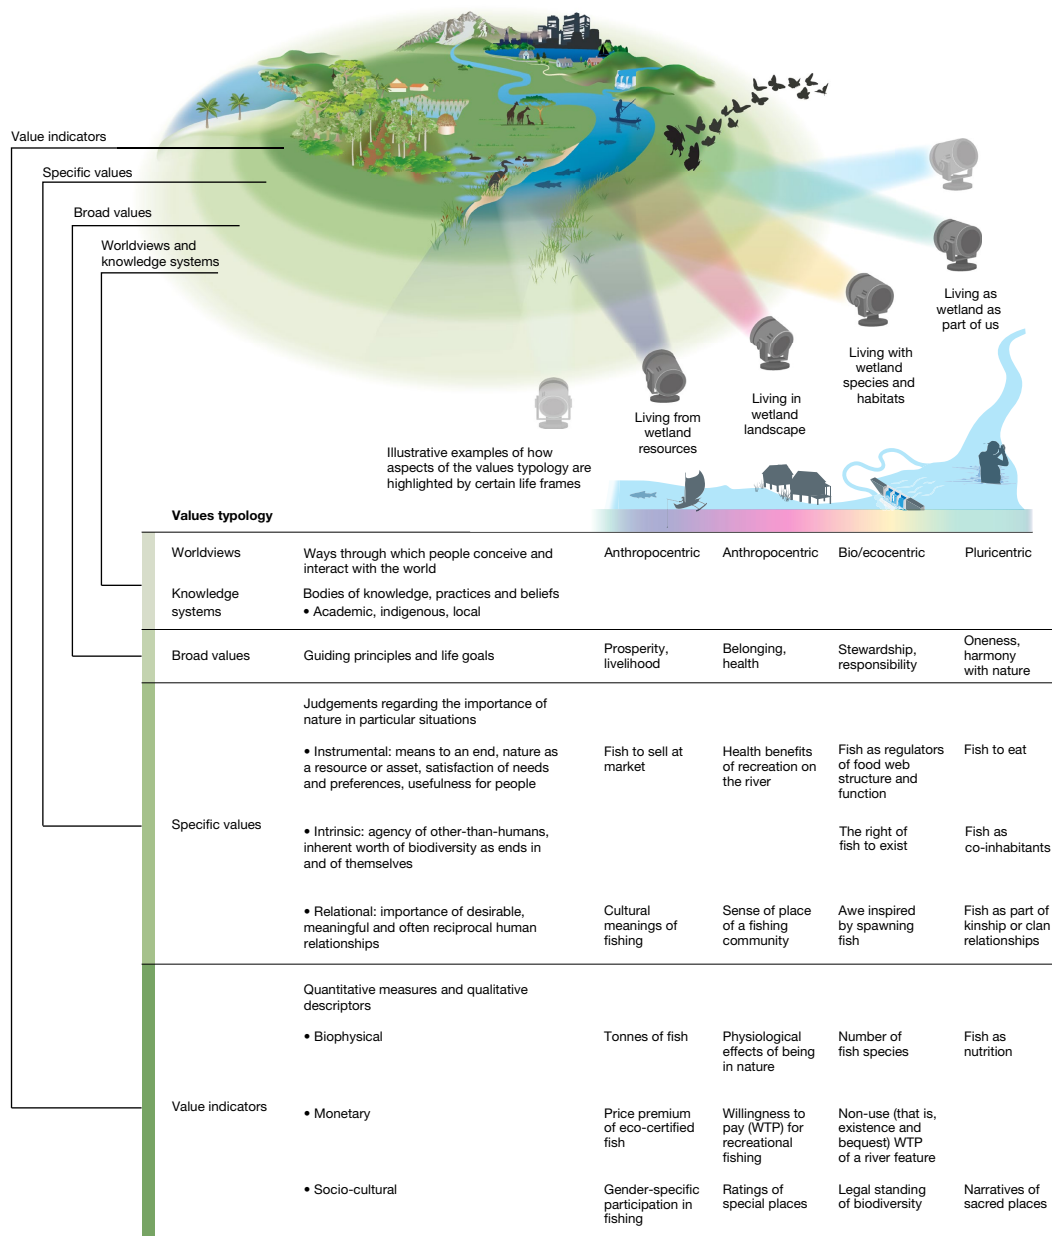 Value indicators
Specific values
Broad values
Worldviews and
knowledge systems
Living as
wetland as
part of us
Living with
wetland
species and
habitats
Living in
wetland
landscape
Living from
wetland
resources
Illustrative examples of how
aspects of the values typology are
highlighted by certain life frames
Values typology
Worldviews
Ways through which people conceive and
interact with the world
Anthropocentric
Anthropocentric
Bio/ecocentric
Pluricentric
Knowledge
systems
Bodies of knowledge, practices and beliefs
• Academic, indigenous, local
Broad values
Guiding principles and life goals
Prosperity,
livelihood
Belonging,
health
Stewardship,
responsibility
Oneness,
harmony
with nature
Specific values
Judgements regarding the importance of
nature in particular situations
• Instrumental: means to an end, nature as
a resource or asset, satisfaction of needs
and preferences, usefulness for people
Fish to sell at
market
Health benefits
of recreation on
the river
Fish as regulators
of food web
structure and
function
Fish to eat
• Intrinsic: agency of other-than-humans,
inherent worth of biodiversity as ends in
and of themselves
The right of
fish to exist
Fish as
co-inhabitants
• Relational: importance of desirable,
meaningful and often reciprocal human
relationships
Cultural
meanings of
fishing
Sense of place
of a fishing
community
Awe inspired
by spawning
fish
Fish as part of
kinship or clan
relationships
Value indicators
Quantitative measures and qualitative
descriptors
• Biophysical
Tonnes of fish
Physiological
effects of being
in nature
Number of
fish species
Fish as
nutrition
• Monetary
Price premium
of eco-certified
fish
Willingness to
pay (WTP) for
recreational
fishing
Non-use (that is,
existence and
bequest) WTP
of a river feature
• Socio-cultural
Gender-specific
participation in
fishing
Ratings of
special places
Legal standing
of biodiversity
Narratives of
sacred places